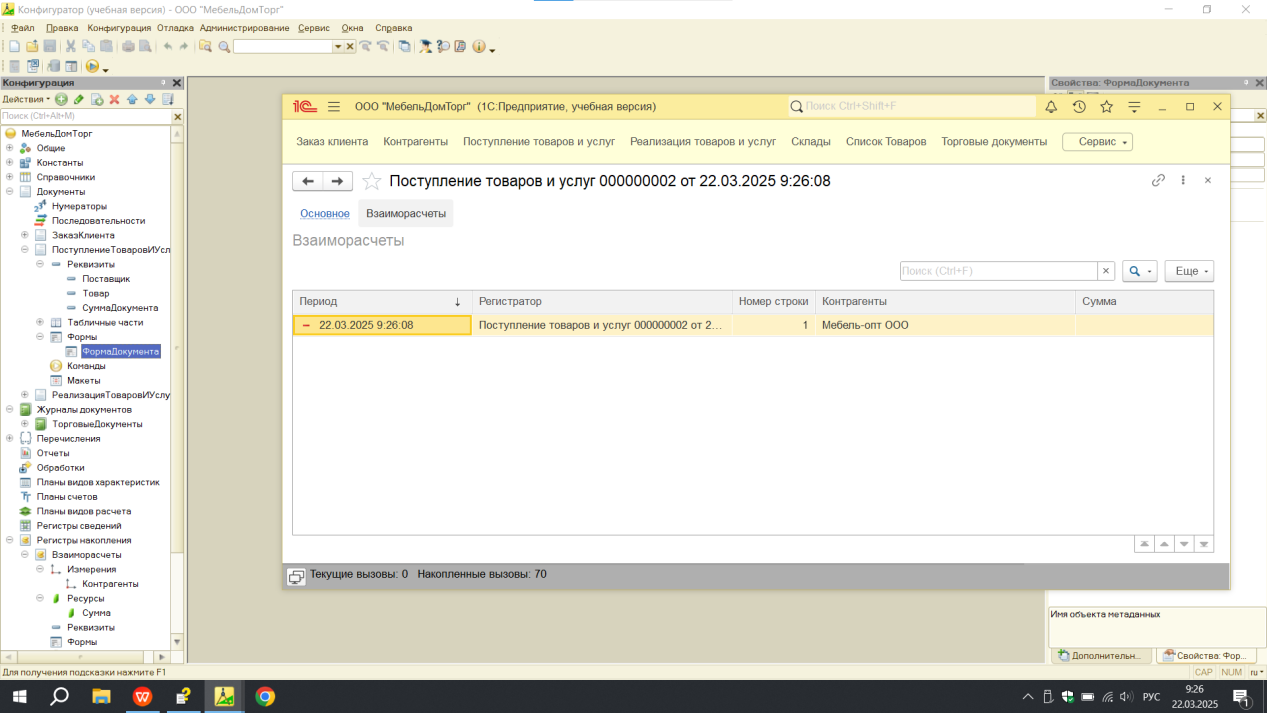 Конфигуратор (учебная версия) - ООО "МебельДомТорг"
Файл Правка Конфигурация Отладка Администрирование Сервис Окна Справка
Конфигурация
Действия
Поиск (Ctrl+Alt+M)
МебельДомТорг
Общие
Константы
Справочники
Документы
Нумераторы
Последовательности
ЗаказКлиента
ПоступлениеТоваровИУсл
Реквизиты
Поставщик
Товар
СуммаДокумента
Табличные части
Формы
ФормаДокумента
Команды
Макеты
РеализацияТоваровИУслу
Журналы документов
ТорговыеДокументы
Перечисления
Отчеты
Обработки
Планы видов характеристик
Планы счетов
Планы видов расчета
Регистры сведений
Регистры накопления
Взаиморасчеты
Измерения
Контрагенты
Ресурсы
Сумма
Реквизиты
Формы
1С ООО "МебельДомТорг" (1С:Предприятие, учебная версия)
Поиск Ctrl+Shift+F
Заказ клиента Контрагенты Поступление товаров и услуг Реализация товаров и услуг Склады Список Товаров Торговые документы Сервис
Поступление товаров и услуг 000000002 от 22.03.2025 9:26:08
Основное Взаиморасчеты
Взаиморасчеты
Поиск (Ctrl+F) Еще
Период Регистратор Номер строки Контрагенты Сумма
22.03.2025 9:26:08 Поступление товаров и услуг 000000002 от 2... 1 Мебель-опт ООО
Текущие вызовы: 0 Накопленные вызовы: 70
Свойства: ФормаДокумента
Имя объекта метаданных
Дополнительн... Свойства: Фор...
Для получения подсказки нажмите F1
CAP NUM ru
РУС
9:26
22.03.2025
1